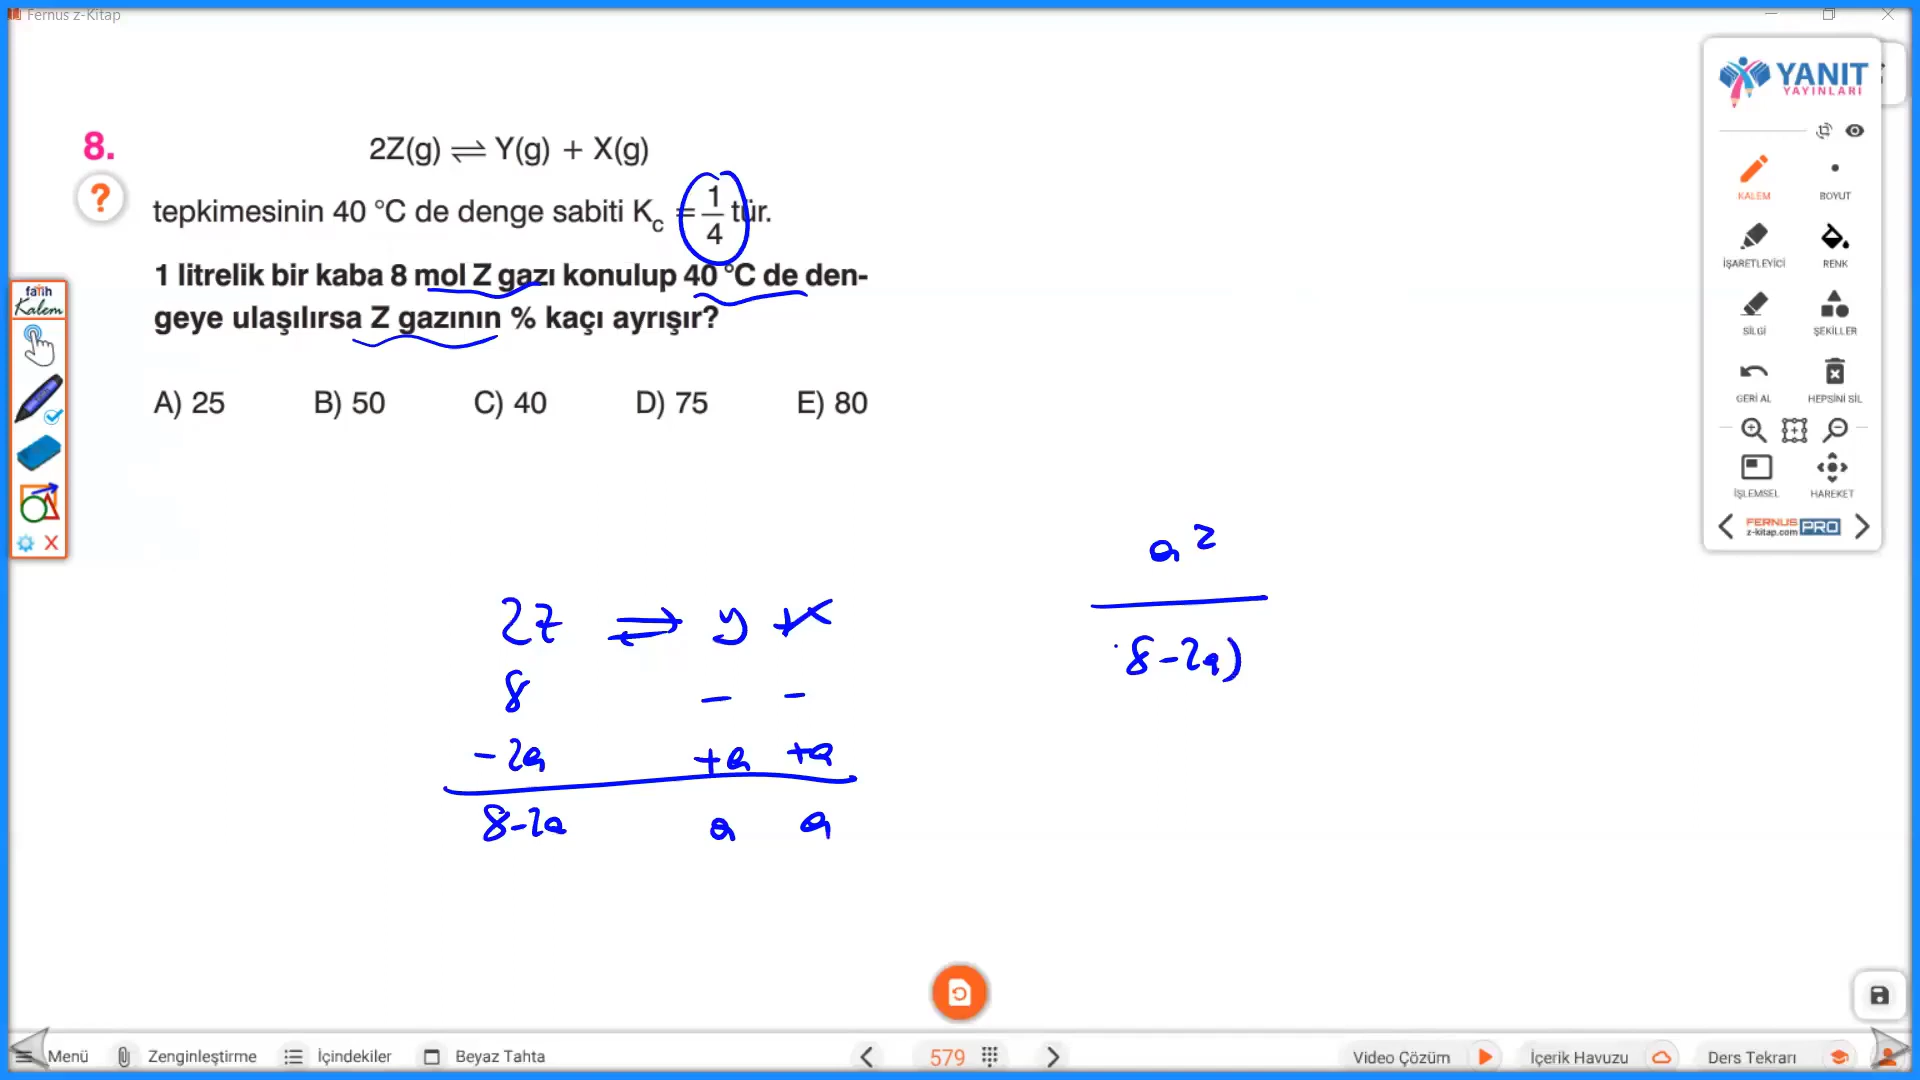 Fernus z-Kitap
YANIT
YAYINLARI
8.
2Z(g) ⇌ Y(g) + X(g)
?
tepkimesinin 40 °C de denge sabiti Kc = 1/4 tür.
1 litrelik bir kaba 8 mol Z gazı konulup 40 °C de den-
geye ulaşılırsa Z gazının % kaçı ayrışır?
A) 25 B) 50 C) 40 D) 75 E) 80
fatih
Kalem
KALEM BOYUT
İŞARETLEYİCİ RENK
SİLGİ ŞEKİLLER
GERİ AL HEPSİNİ SİL
İŞLEMSEL HAREKET
FERNUS PRO
z-kitap.com
a²
8-2a)
2Z ⇌ y + x
8 - -
-2a +a +a
8-2a a a
Menü Zenginleştirme İçindekiler Beyaz Tahta 579 Video Çözüm İçerik Havuzu Ders Tekrarı